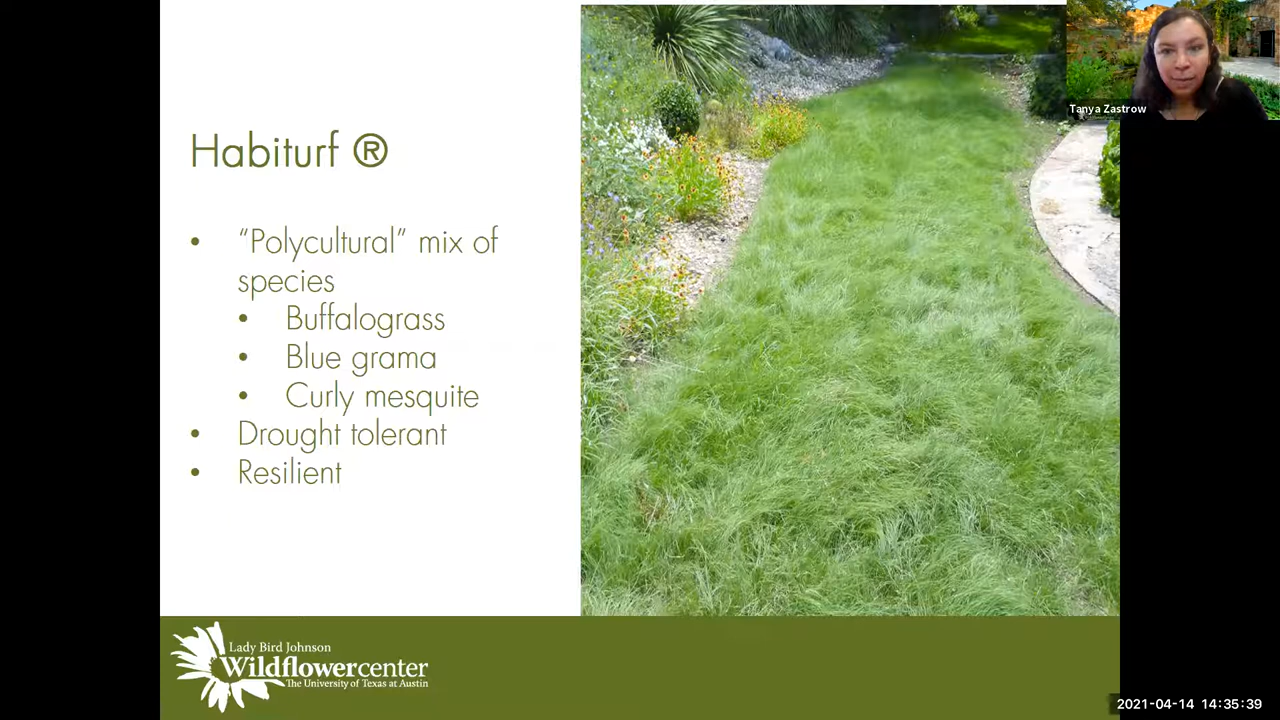 Tanya Zastrow
Habiturf ®
• “Polycultural” mix of
species
• Buffalograss
• Blue grama
• Curly mesquite
• Drought tolerant
• Resilient
Lady Bird Johnson
Wildflowercenter
The University of Texas at Austin
2021-04-14 14:35:39